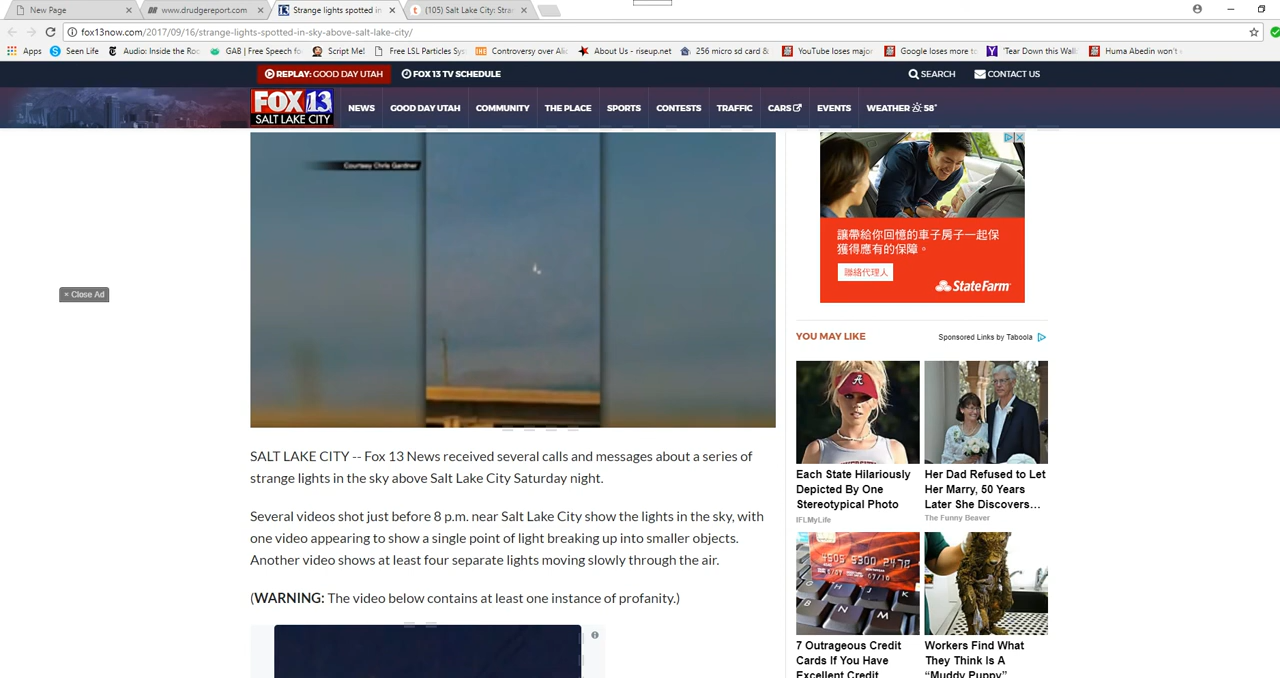 New Page
www.drudgereport.com
Strange lights spotted in
(105) Salt Lake City: Stra
fox13now.com/2017/09/16/strange-lights-spotted-in-sky-above-salt-lake-city/
Apps
Seen Life
Audio: Inside the Roc
GAB | Free Speech fo
Script Me!
Free LSL Particles Sys
Controversy over Alic
About Us - riseup.net
256 micro sd card &
YouTube loses major
Google loses more to
'Tear Down this Wall
Huma Abedin won't
REPLAY: GOOD DAY UTAH
FOX 13 TV SCHEDULE
SEARCH
CONTACT US
FOX 13
SALT LAKE CITY
NEWS
GOOD DAY UTAH
COMMUNITY
THE PLACE
SPORTS
CONTESTS
TRAFFIC
CARS
EVENTS
WEATHER 58°
Courtesy Chris Gardner
× Close Ad
SALT LAKE CITY -- Fox 13 News received several calls and messages about a series of
strange lights in the sky above Salt Lake City Saturday night.
Several videos shot just before 8 p.m. near Salt Lake City show the lights in the sky, with
one video appearing to show a single point of light breaking up into smaller objects.
Another video shows at least four separate lights moving slowly through the air.
(WARNING: The video below contains at least one instance of profanity.)
讓帶給你回憶的車子房子一起保
獲得應有的保障。
聯絡代理人
StateFarm
YOU MAY LIKE
Sponsored Links by Taboola
Each State Hilariously
Depicted By One
Stereotypical Photo
IFLMyLife
Her Dad Refused to Let
Her Marry, 50 Years
Later She Discovers…
The Funny Beaver
7 Outrageous Credit
Cards If You Have
Excellent Credit
Workers Find What
They Think Is A
“Muddy Puppy”